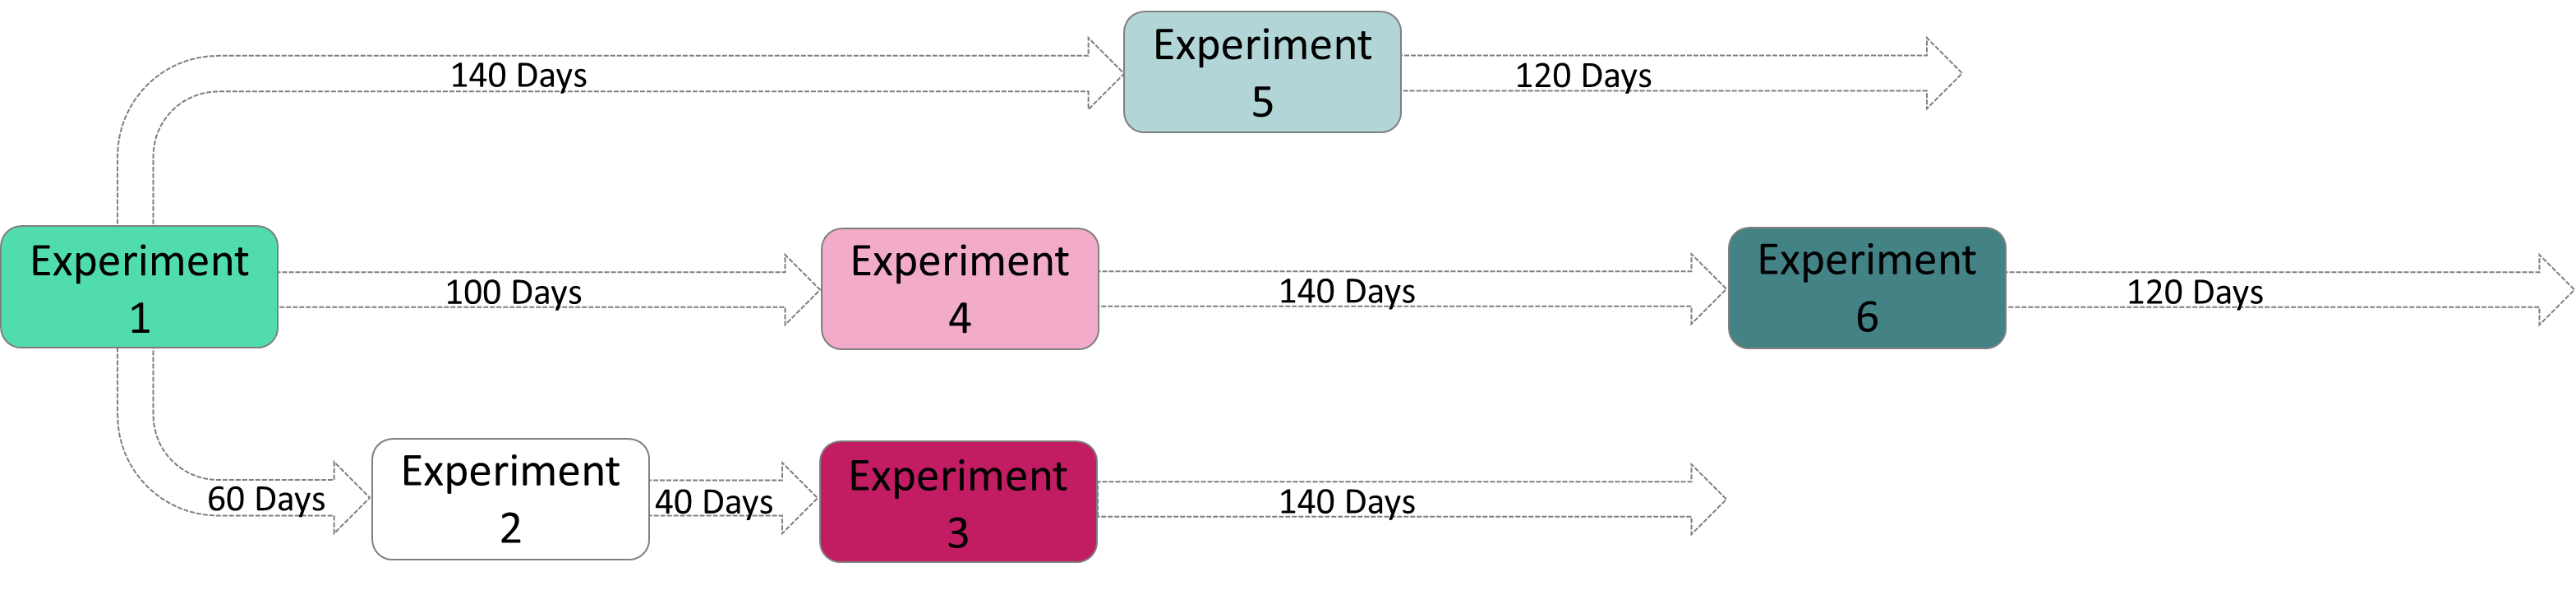 Experiment
5
140 Days
120 Days
Experiment
1
100 Days
Experiment
4
140 Days
Experiment
6
120 Days
60 Days
Experiment
2
40 Days
Experiment
3
140 Days